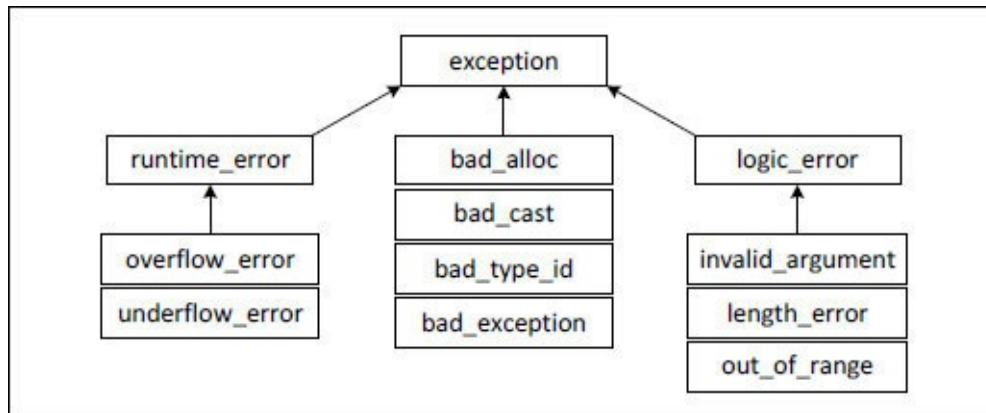 exception
runtime_error
bad_alloc
logic_error
bad_cast
overflow_error
bad_type_id
invalid_argument
underflow_error
bad_exception
length_error
out_of_range